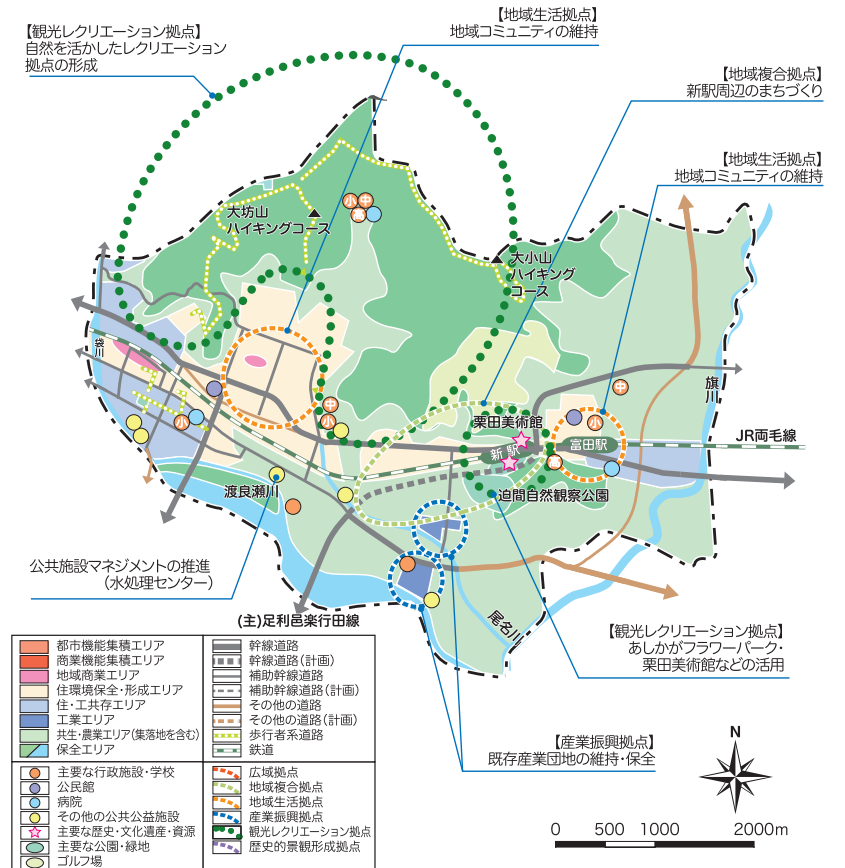 【観光レクリエーション拠点】
自然を活かしたレクリエーション
拠点の形成
【地域生活拠点】
地域コミュニティの維持
【地域複合拠点】
新駅周辺のまちづくり
【地域生活拠点】
地域コミュニティの維持
小
中
高
大坊山
ハイキングコース
大小山
ハイキング
コース
袋川
旗川
中
小
小
中
小
高
栗田美術館
新駅
富田駅
JR両毛線
迫間自然観察公園
渡良瀬川
尾名川
公共施設マネジメントの推進
(水処理センター)
(主)足利邑楽行田線
【観光レクリエーション拠点】
あしかがフラワーパーク・
栗田美術館などの活用
【産業振興拠点】
既存産業団地の維持・保全
都市機能集積エリア
商業機能集積エリア
地域商業エリア
住環境保全・形成エリア
住・工共存エリア
工業エリア
共生・農業エリア(集落地を含む)
保全エリア
幹線道路
幹線道路(計画)
補助幹線道路
補助幹線道路(計画)
その他の道路
その他の道路(計画)
歩行者系道路
鉄道
主要な行政施設・学校
公民館
病院
その他の公共公益施設
主要な歴史・文化遺産・資源
主要な公園・緑地
ゴルフ場
広域拠点
地域複合拠点
地域生活拠点
産業振興拠点
観光レクリエーション拠点
歴史的景観形成拠点
N
0 500 1000 2000m